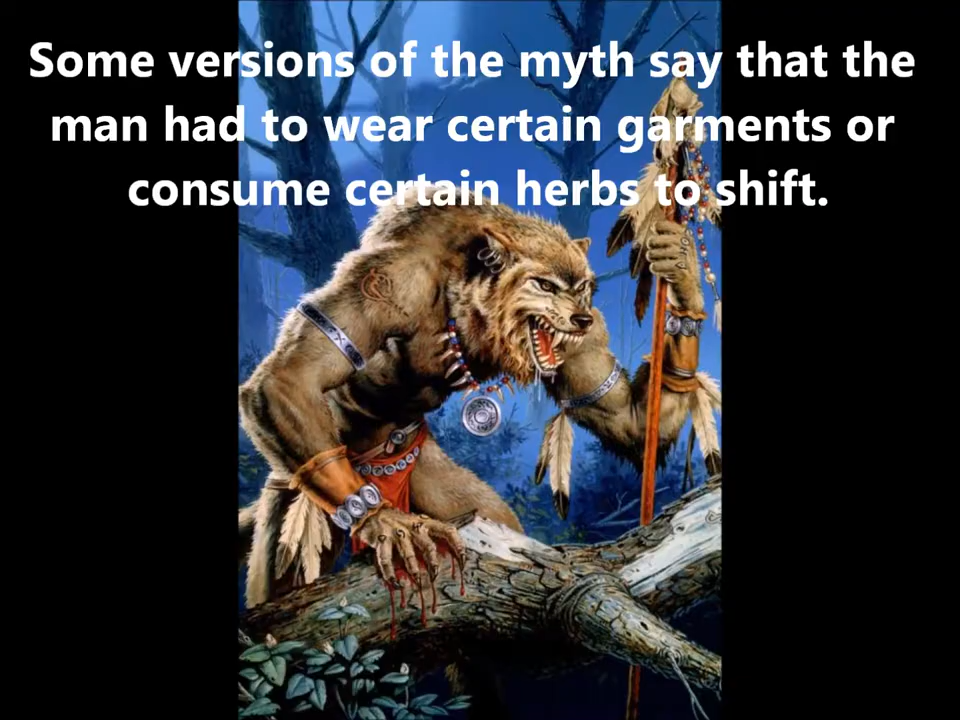 Some versions of the myth say that the
man had to wear certain garments or
consume certain herbs to shift.